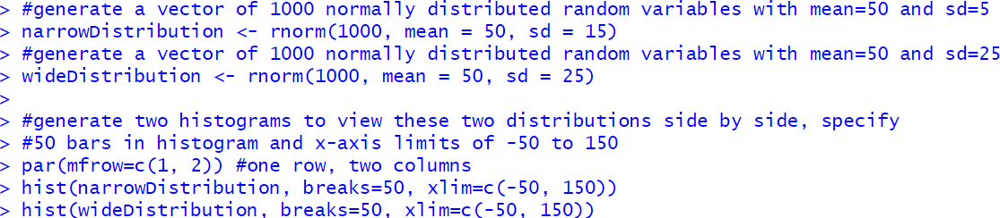 > #generate a vector of 1000 normally distributed random variables with mean=50 and sd=5
> narrowDistribution <- rnorm(1000, mean = 50, sd = 15)
> #generate a vector of 1000 normally distributed random variables with mean=50 and sd=25
> wideDistribution <- rnorm(1000, mean = 50, sd = 25)
>
> #generate two histograms to view these two distributions side by side, specify
> #50 bars in histogram and x-axis limits of -50 to 150
> par(mfrow=c(1, 2)) #one row, two columns
> hist(narrowDistribution, breaks=50, xlim=c(-50, 150))
> hist(wideDistribution, breaks=50, xlim=c(-50, 150))